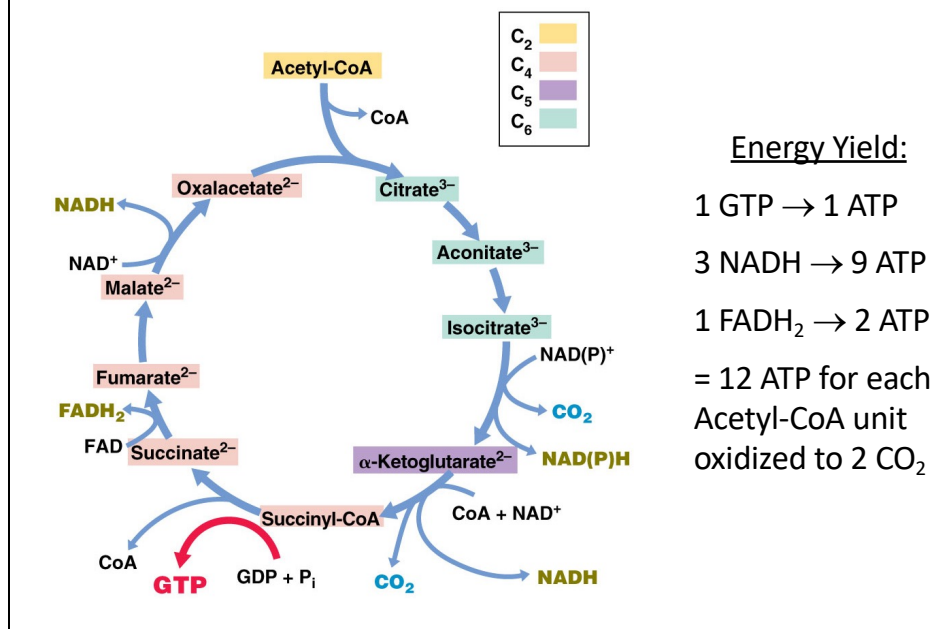 C₂
C₄
C₅
C₆
Acetyl-CoA
CoA
Oxalacetate²⁻
Citrate³⁻
NADH
NAD⁺
Aconitate³⁻
Malate²⁻
Isocitrate³⁻
NAD(P)⁺
Fumarate²⁻
CO₂
FADH₂
FAD
Succinate²⁻
α-Ketoglutarate²⁻
NAD(P)H
Succinyl-CoA
CoA + NAD⁺
CoA
GTP
GDP + Pᵢ
CO₂
NADH
Energy Yield:
1 GTP → 1 ATP
3 NADH → 9 ATP
1 FADH₂ → 2 ATP
= 12 ATP for each
Acetyl-CoA unit
oxidized to 2 CO₂